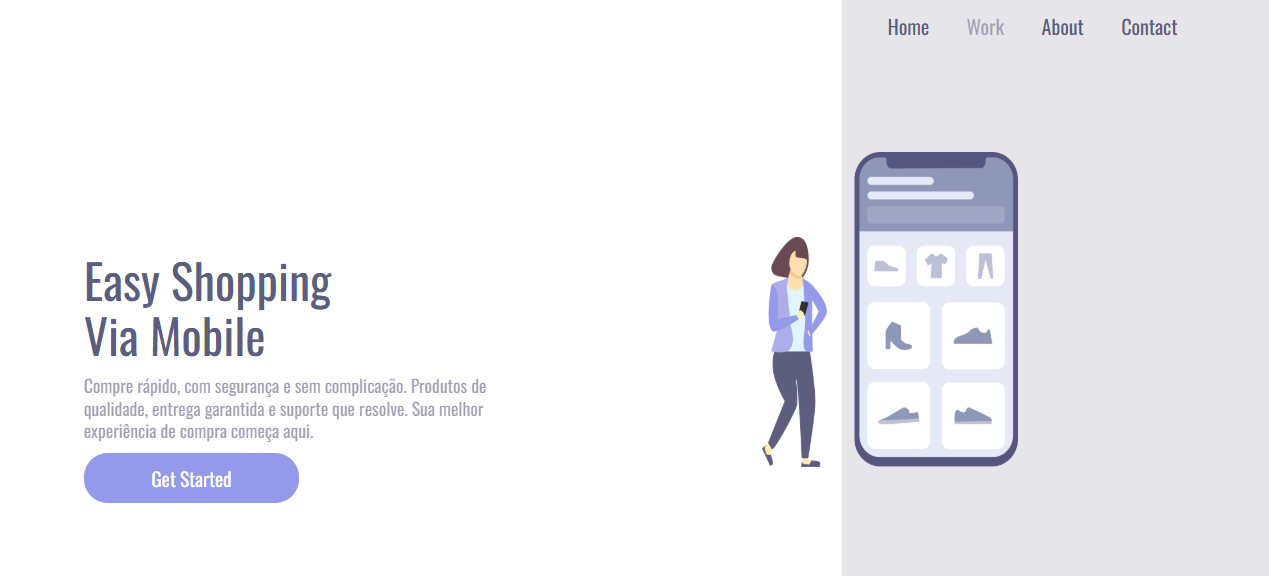 Home Work About Contact
Easy Shopping
Via Mobile
Compre rápido, com segurança e sem complicação. Produtos de
qualidade, entrega garantida e suporte que resolve. Sua melhor
experiência de compra começa aqui.
Get Started